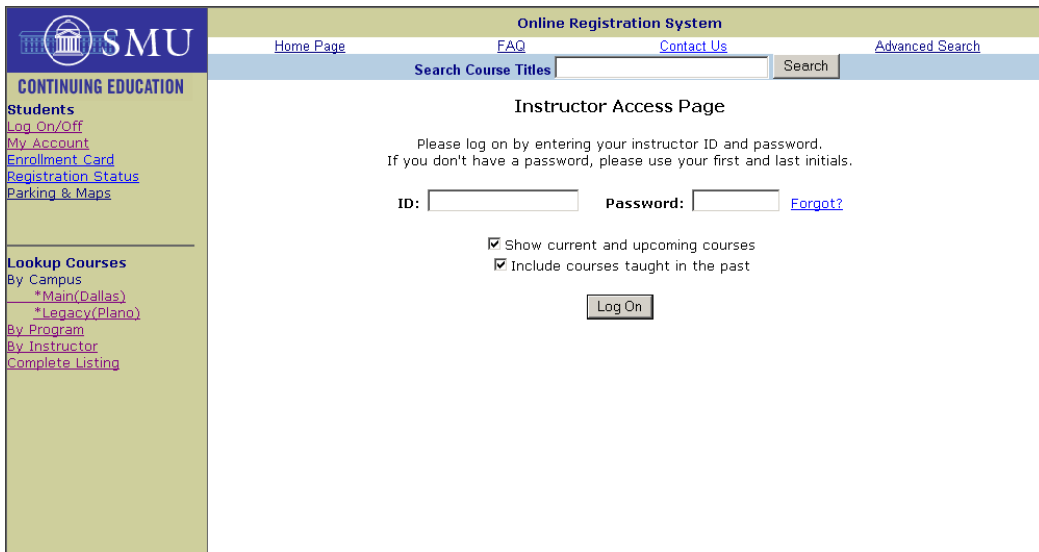 SMU
CONTINUING EDUCATION
Students
Log On/Off
My Account
Enrollment Card
Registration Status
Parking & Maps
Lookup Courses
By Campus
*Main(Dallas)
*Legacy(Plano)
By Program
By Instructor
Complete Listing
Online Registration System
Home Page FAQ Contact Us Advanced Search
Search Course Titles Search
Instructor Access Page
Please log on by entering your instructor ID and password.
If you don't have a password, please use your first and last initials.
ID: Password: Forgot?
Show current and upcoming courses
Include courses taught in the past
Log On